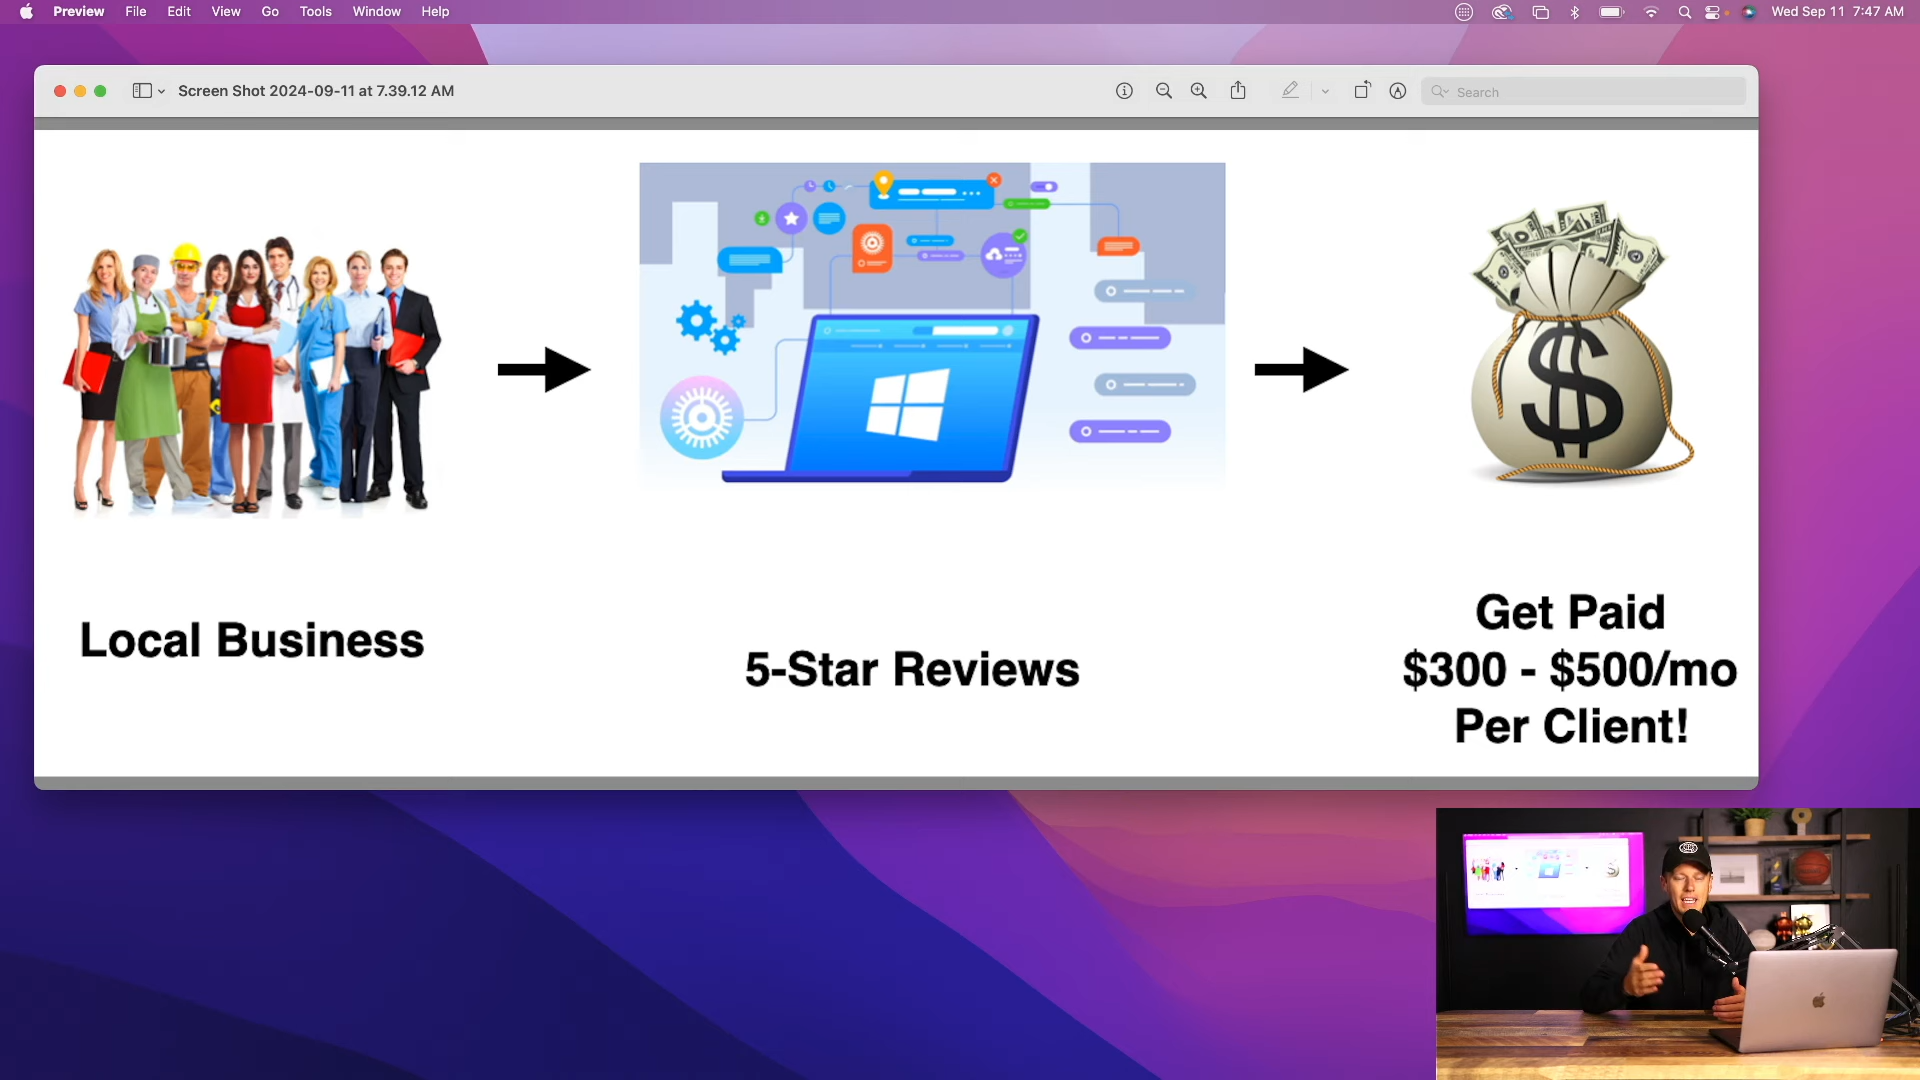 Preview File Edit View Go Tools Window Help
Wed Sep 11 7:47 AM
Screen Shot 2024-09-11 at 7.39.12 AM
Search
Local Business
5-Star Reviews
Get Paid
$300 - $500/mo
Per Client!